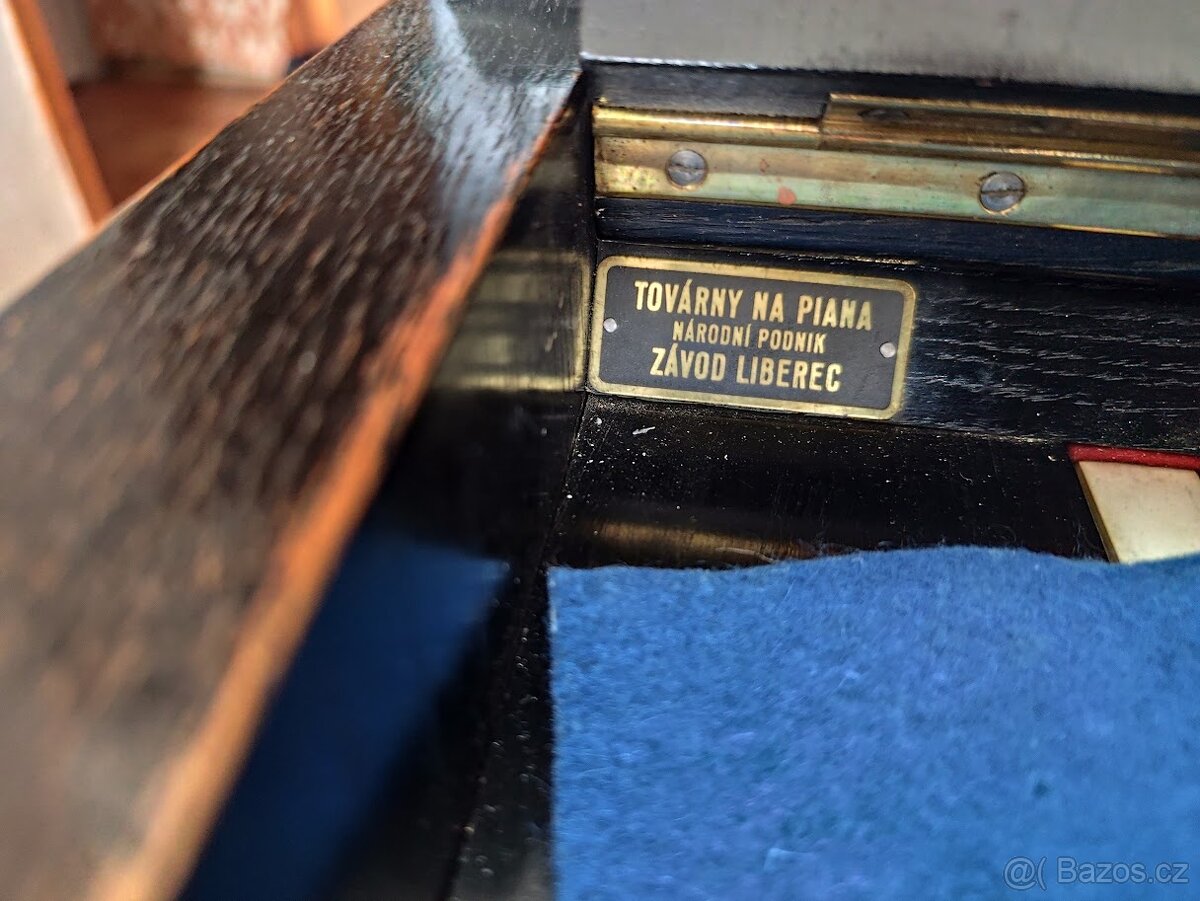 TOVÁRNY NA PIANA
NÁRODNÍ PODNIK
ZÁVOD LIBEREC
@( Bazos.cz